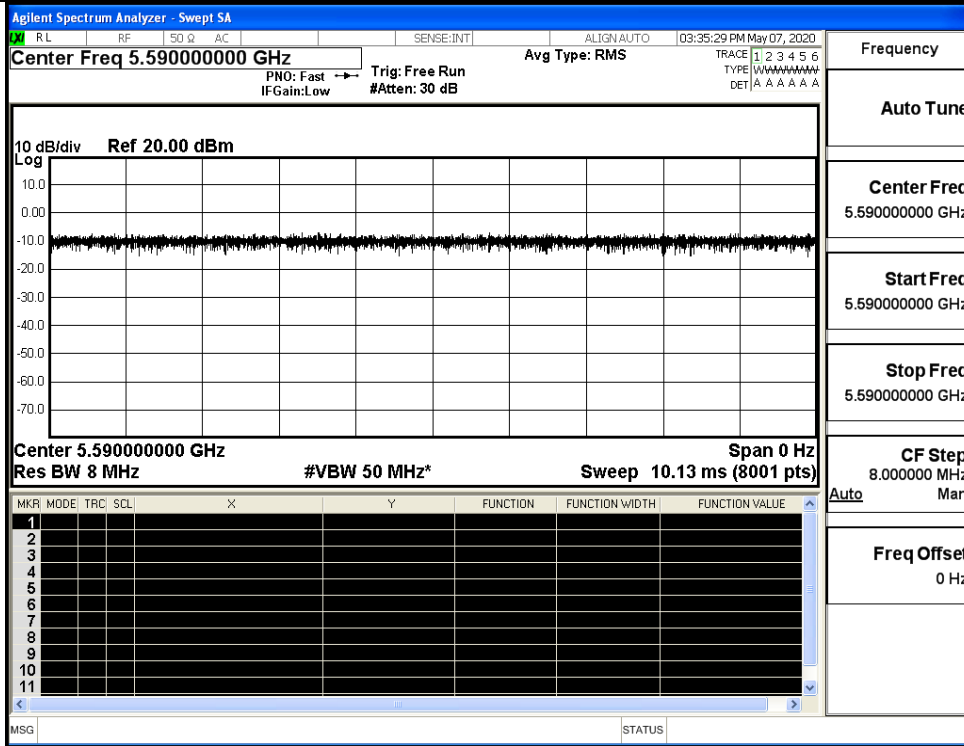 Agilent Spectrum Analyzer - Swept SA
LXI RL RF 50 Ω AC SENSE:INT ALIGN AUTO 03:35:29 PM May 07, 2020
Center Freq 5.590000000 GHz Avg Type: RMS TRACE 1 2 3 4 5 6
PNO: Fast Trig: Free Run TYPE WWWWWW
IFGain:Low #Atten: 30 dB DET A A A A A A
10 dB/div Ref 20.00 dBm
Log
10.0
0.00
-10.0
-20.0
-30.0
-40.0
-50.0
-60.0
-70.0
Center 5.590000000 GHz Span 0 Hz
Res BW 8 MHz #VBW 50 MHz* Sweep 10.13 ms (8001 pts)
MKR MODE TRC SCL X Y FUNCTION FUNCTION WIDTH FUNCTION VALUE
1
2
3
4
5
6
7
8
9
10
11
MSG STATUS
Frequency
Auto Tune
Center Freq
5.590000000 GHz
Start Freq
5.590000000 GHz
Stop Freq
5.590000000 GHz
CF Step
8.000000 MHz
Auto Man
Freq Offset
0 Hz